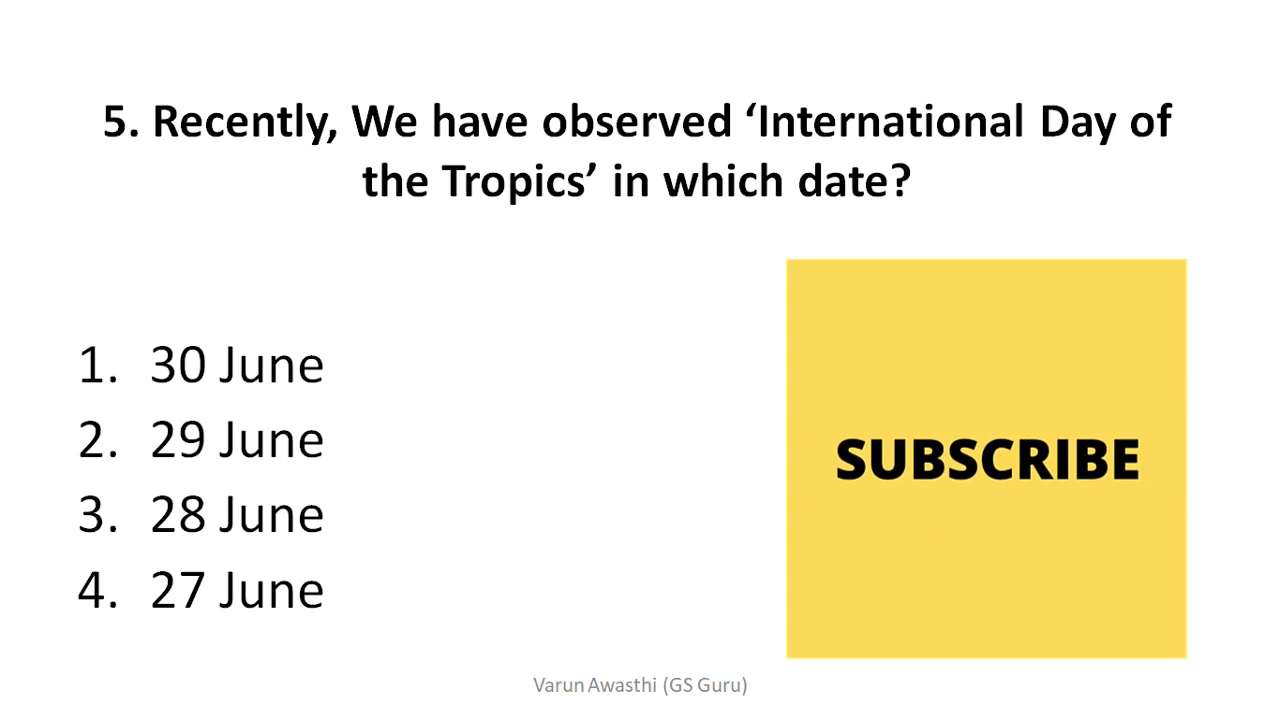 5. Recently, We have observed ‘International Day of
the Tropics’ in which date?
1. 30 June
2. 29 June
3. 28 June
4. 27 June
SUBSCRIBE
Varun Awasthi (GS Guru)